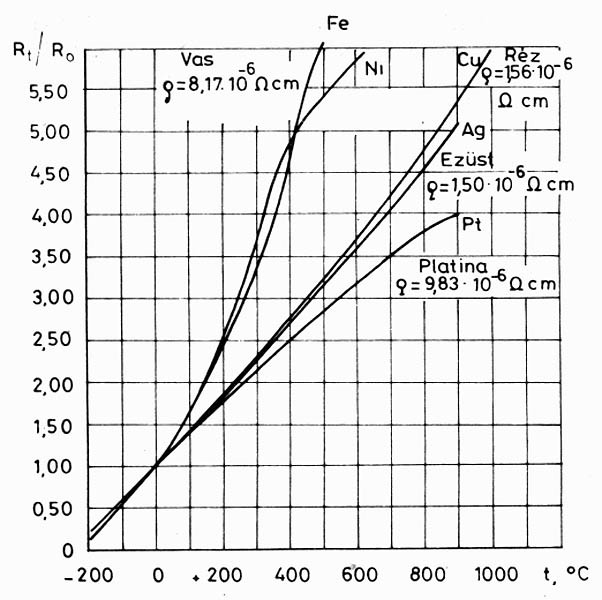 Fe
Rt/Ro
Vas
ϱ=8,17.10⁻⁶ Ω cm
Ni
Cu Réz
ϱ=1,56·10⁻⁶
Ω cm
Ag
Ezüst
ϱ=1,50·10⁻⁶ Ω cm
Pt
Platina
ϱ=9,83·10⁻⁶ Ω cm
5,50
5,00
4,50
4,00
3,50
3,00
2,50
2,00
1,50
1,00
0,50
0
-200 0 +200 400 600 800 1000 t, °C